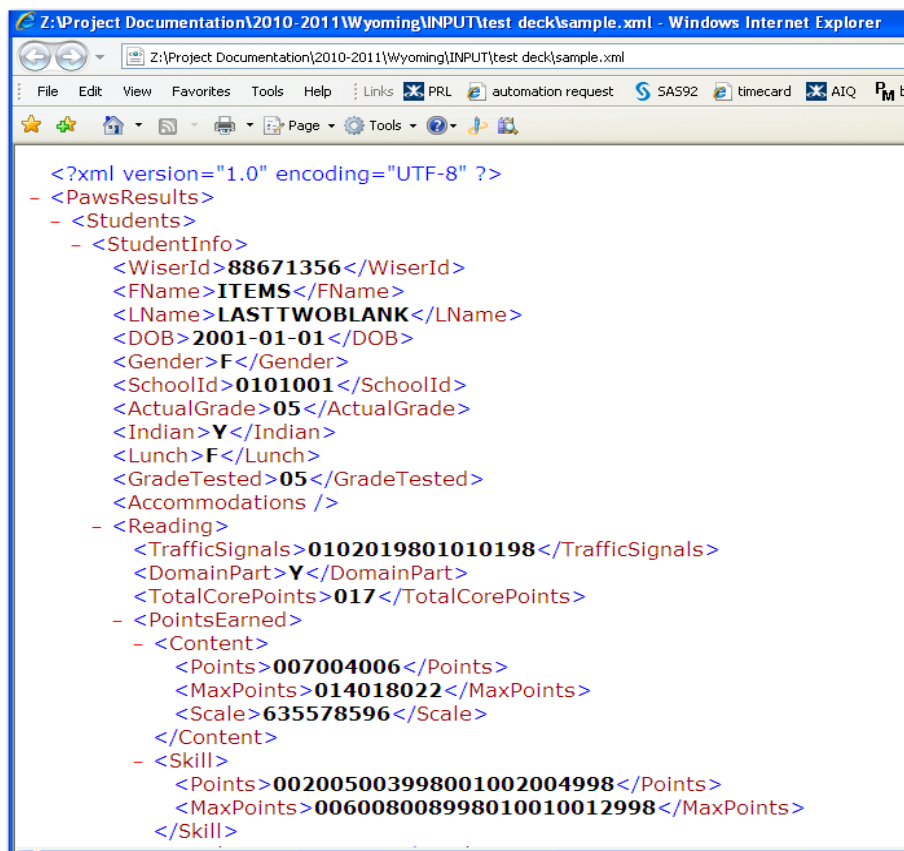 Z:\Project Documentation\2010-2011\Wyoming\INPUT\test deck\sample.xml - Windows Internet Explorer
Z:\Project Documentation\2010-2011\Wyoming\INPUT\test deck\sample.xml
File Edit View Favorites Tools Help Links PRL automation request SAS92 timecard AIQ PM b
Page Tools
<?xml version="1.0" encoding="UTF-8" ?>
- <PawsResults>
- <Students>
- <StudentInfo>
<WiserId>88671356</WiserId>
<FName>ITEMS</FName>
<LName>LASTTWOBLANK</LName>
<DOB>2001-01-01</DOB>
<Gender>F</Gender>
<SchoolId>0101001</SchoolId>
<ActualGrade>05</ActualGrade>
<Indian>Y</Indian>
<Lunch>F</Lunch>
<GradeTested>05</GradeTested>
<Accommodations />
- <Reading>
<TrafficSignals>0102019801010198</TrafficSignals>
<DomainPart>Y</DomainPart>
<TotalCorePoints>017</TotalCorePoints>
- <PointsEarned>
- <Content>
<Points>007004006</Points>
<MaxPoints>014018022</MaxPoints>
<Scale>635578596</Scale>
</Content>
- <Skill>
<Points>002005003998001002004998</Points>
<MaxPoints>006008008998010010012998</MaxPoints>
</Skill>